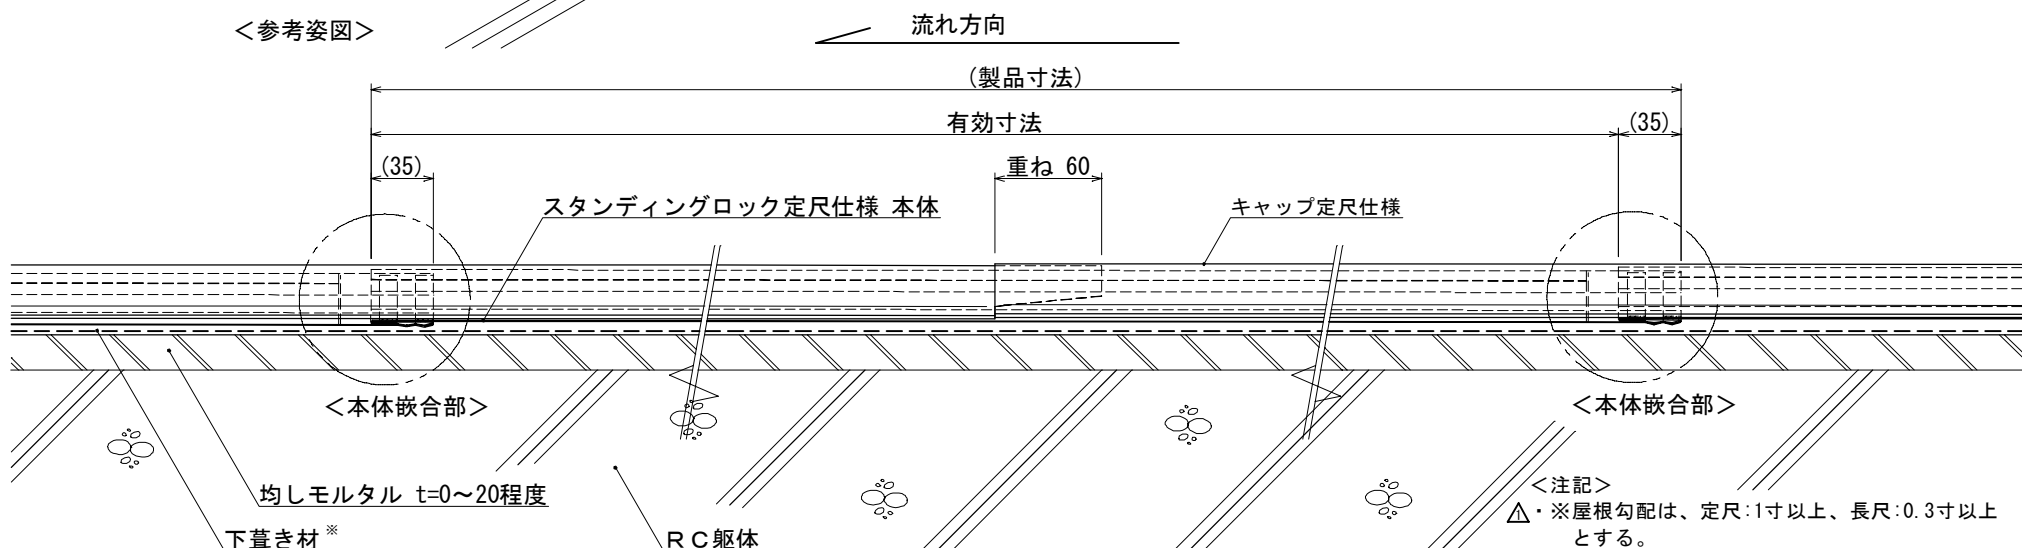 ＜参考姿図＞
流れ方向
(製品寸法)
有効寸法
(35)
(35)
重ね 60
スタンディングロック定尺仕様 本体
キャップ定尺仕様
＜本体嵌合部＞
＜本体嵌合部＞
均しモルタル t=0～20程度
下葺き材※
ＲＣ躯体
＜注記＞
1・※屋根勾配は、定尺:1寸以上、長尺:0.3寸以上
とする。